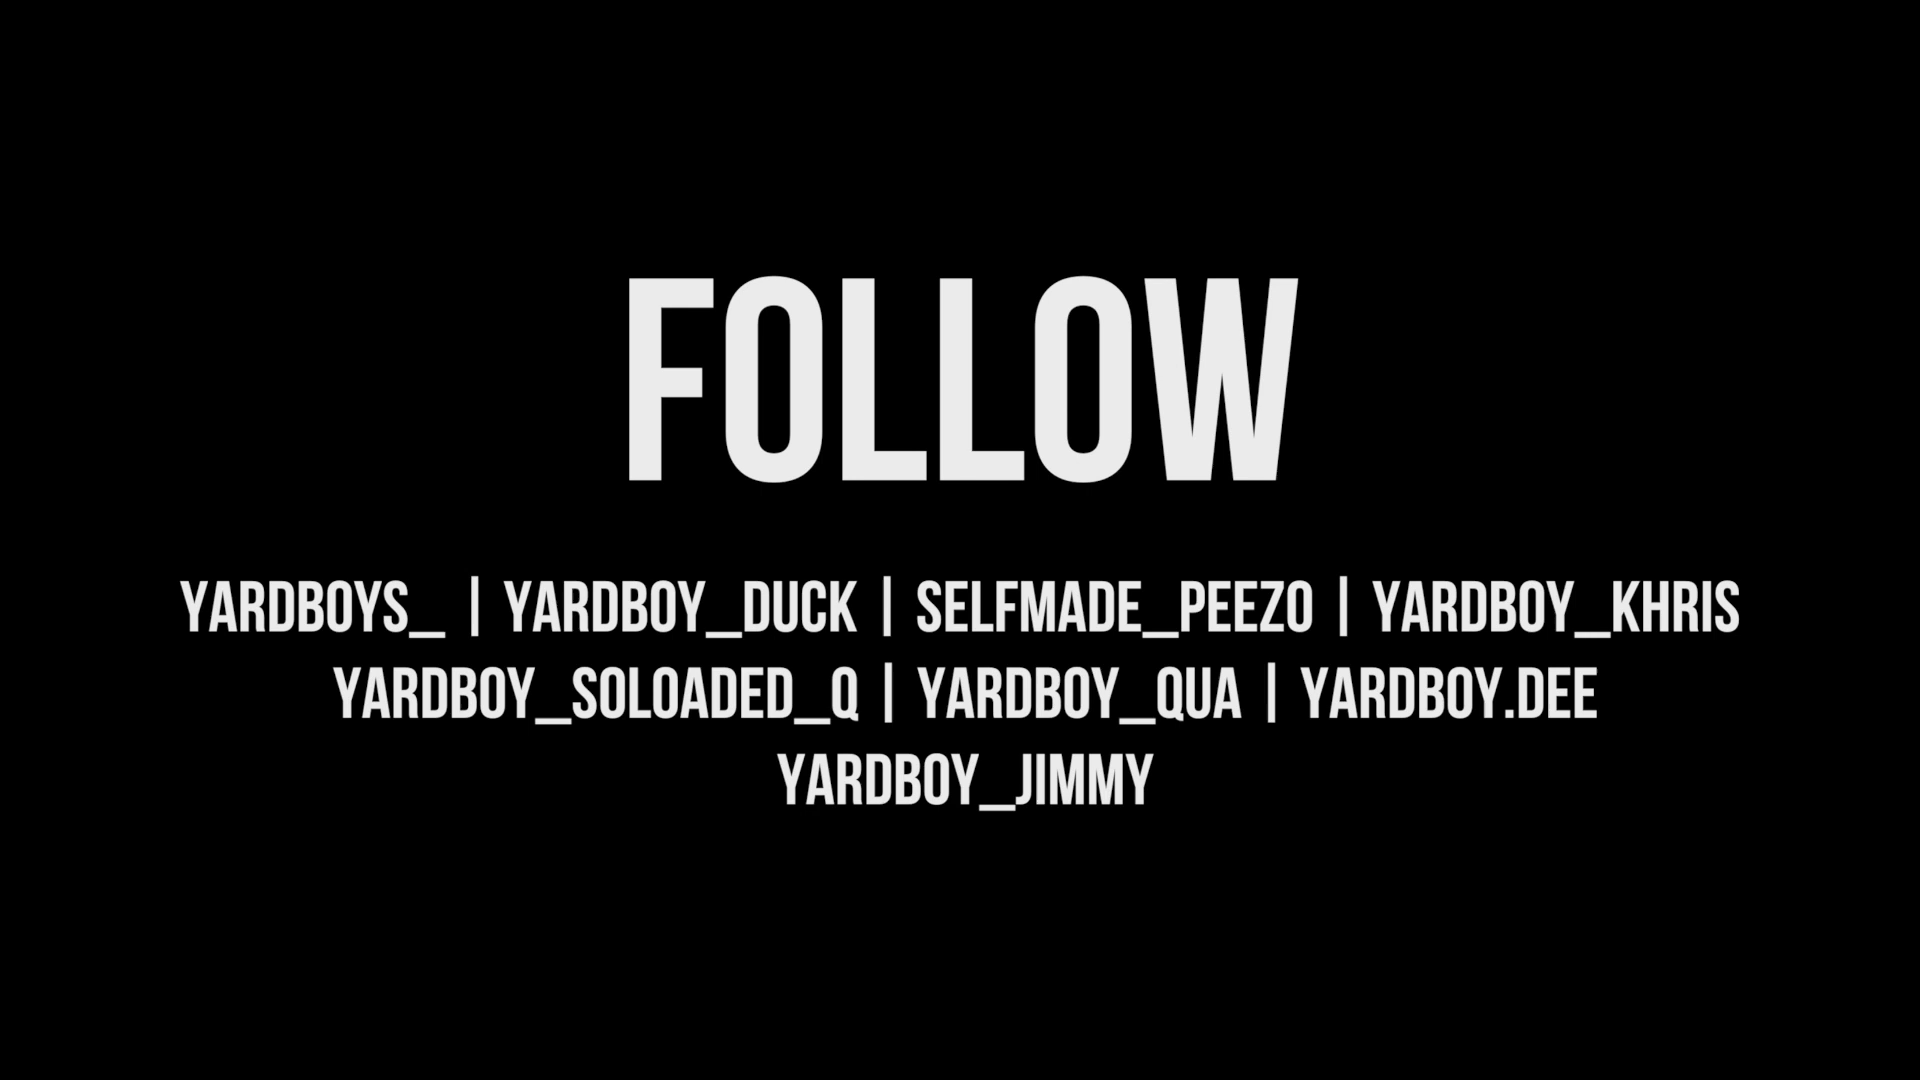 FOLLOW
YARDBOYS_ | YARDBOY_DUCK | SELFMADE_PEEZO | YARDBOY_KHRIS
YARDBOY_SOLOADED_Q | YARDBOY_QUA | YARDBOY.DEE
YARDBOY_JIMMY